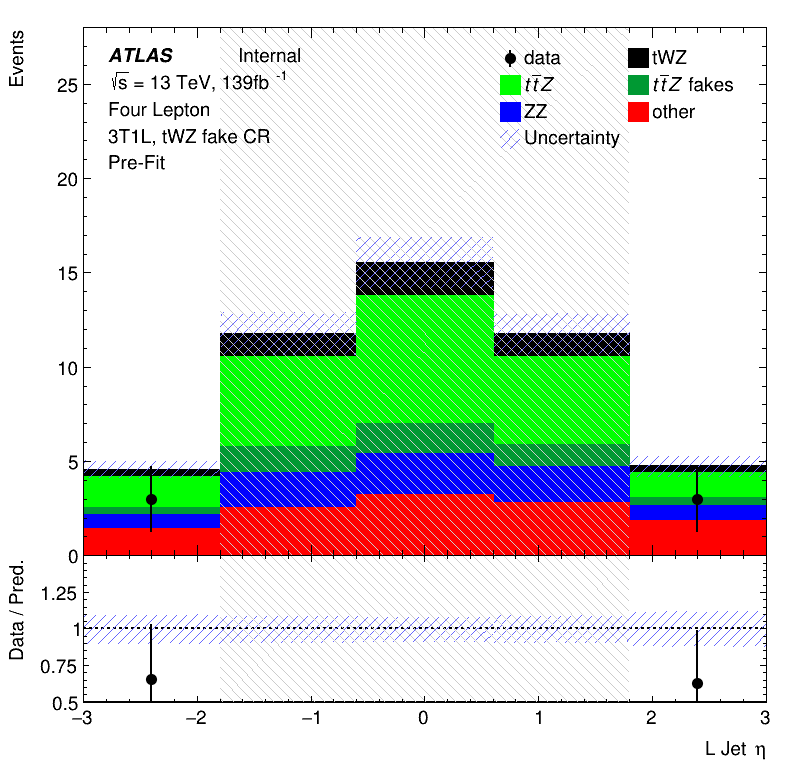 Events
ATLAS Internal
√s = 13 TeV, 139fb⁻¹
Four Lepton
3T1L, tWZ fake CR
Pre-Fit
data tWZ
tt̄Z tt̄Z fakes
ZZ other
Uncertainty
25
20
15
10
5
0
Data / Pred.
1.25
1
0.75
0.5
−3 −2 −1 0 1 2 3
L Jet η